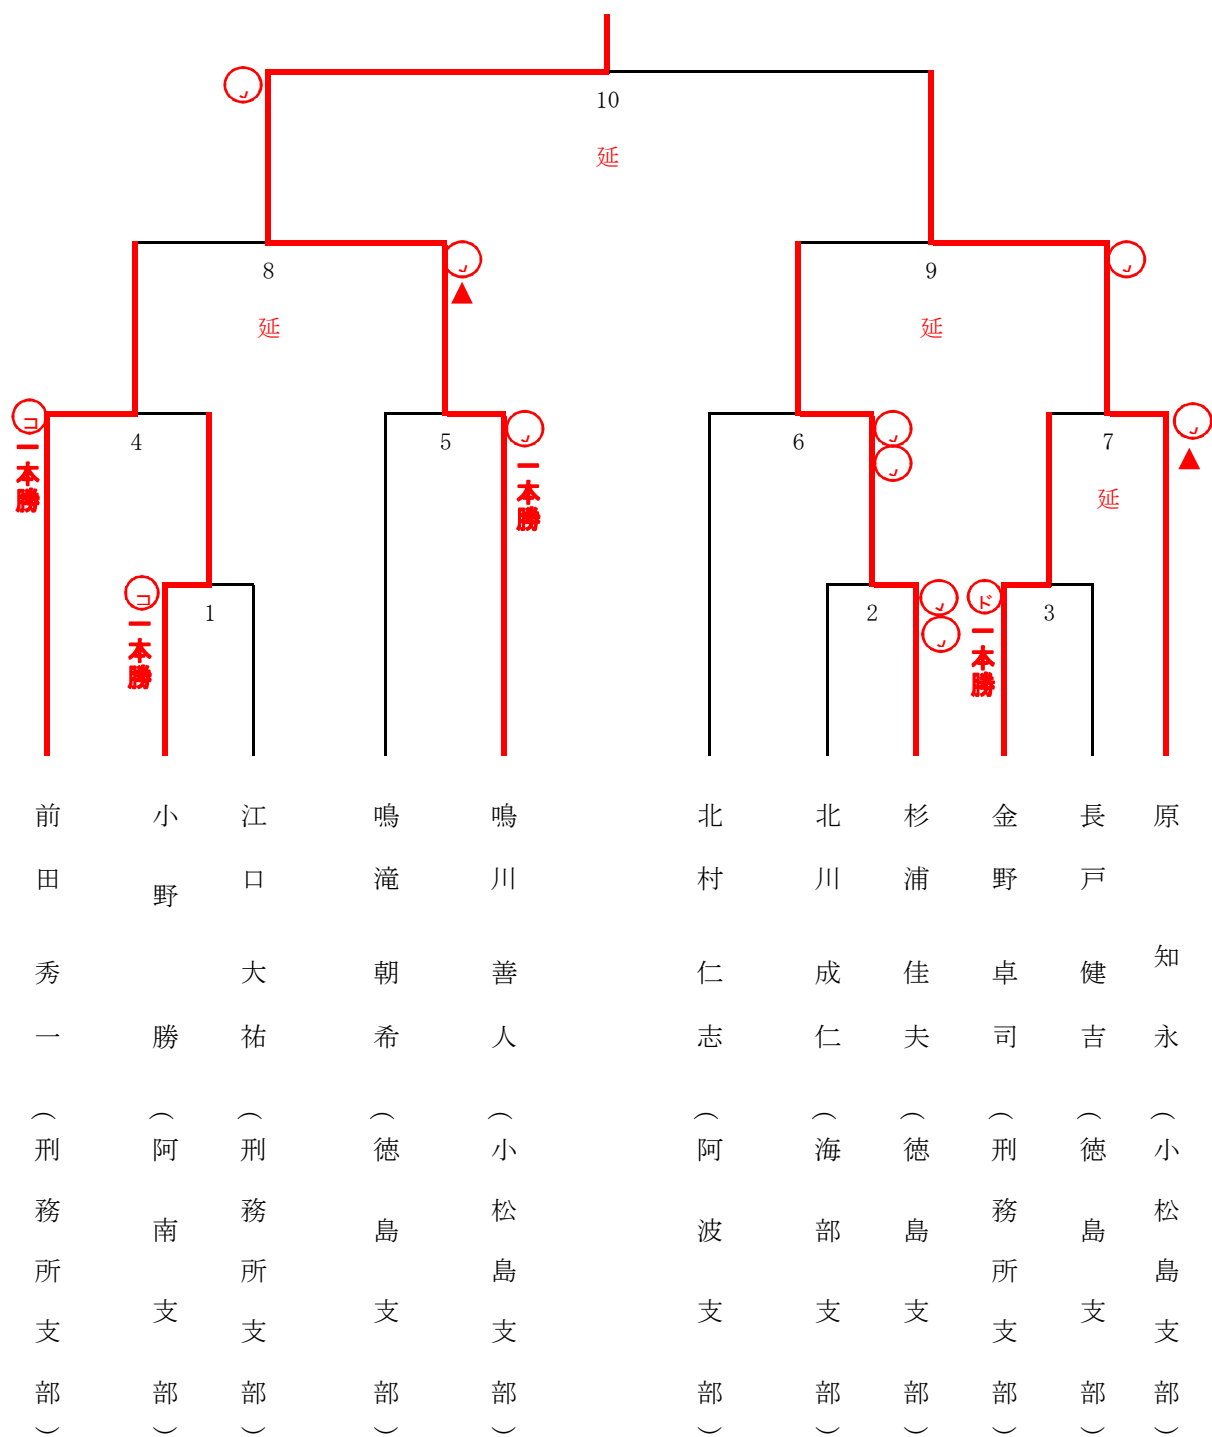 10
延
8
延
9
延
▲
コ
一本勝
4
5
一本勝
6
7
延
▲
コ
一本勝
1
2
ド
一本勝
3
前田秀一(刑務所支部)
小野勝(阿南支部)
江口大祐(刑務所支部)
鳴滝朝希(徳島支部)
鳴川善人(小松島支部)
北村仁志(阿波支部)
北川成仁(海部支部)
杉浦佳夫(徳島支部)
金野卓司(刑務所支部)
長戸健吉(徳島支部)
原知永(小松島支部)